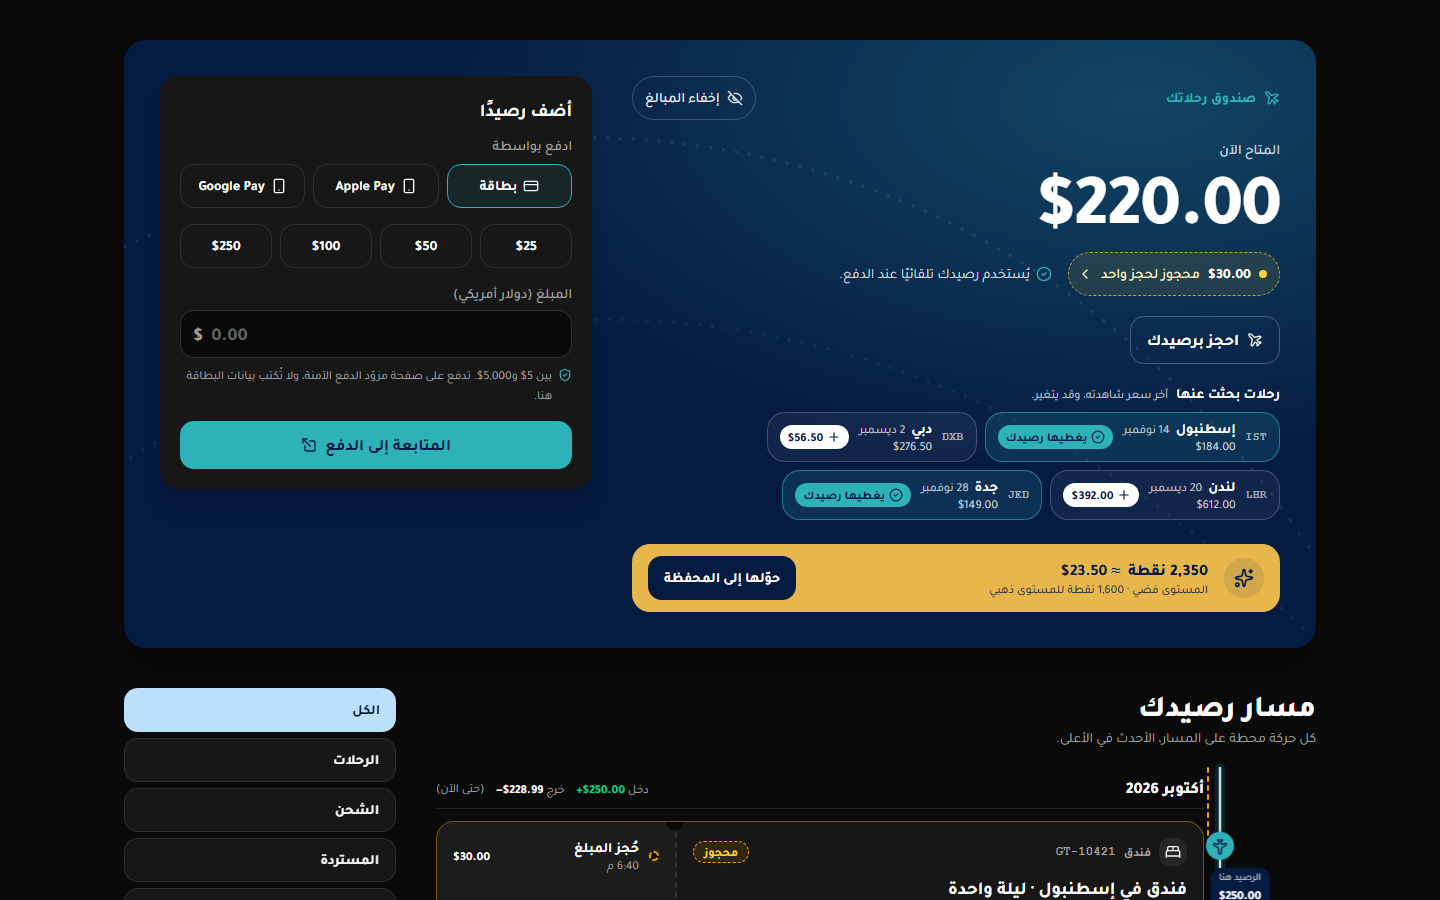 صندوق رحلاتك
إخفاء المبالغ
المتاح الآن
$220.00
$30.00 محجوز لحجز واحد
يُستخدم رصيدك تلقائيًا عند الدفع.
احجز برصيدك
رحلات بحثت عنها آخر سعر شاهدته، وقد يتغير.
IST إسطنبول 14 نوفمبر $184.00 يغطيها رصيدك
DXB دبي 2 ديسمبر $276.50 + $56.50
LHR لندن 20 ديسمبر $612.00 + $392.00
JED جدة 28 نوفمبر $149.00 يغطيها رصيدك
2,350 نقطة ≈ $23.50
المستوى فضي · 1,600 نقطة للمستوى ذهبي
حوّلها إلى المحفظة
أضف رصيدًا
ادفع بواسطة
بطاقة
Apple Pay
Google Pay
$25
$50
$100
$250
المبلغ (دولار أمريكي)
$ 0.00
بين $5 و$5,000. تدفع على صفحة مزوّد الدفع الآمنة، ولا تُكتب بيانات البطاقة
هنا.
المتابعة إلى الدفع
مسار رصيدك
كل حركة محطة على المسار، الأحدث في الأعلى.
أكتوبر 2026
دخل +$250.00 خرج −$228.99 (حتى الآن)
فندق GT-10421
محجوز
فندق في إسطنبول · ليلة واحدة
حُجز المبلغ
6:40 م
$30.00
الرصيد هنا
$250.00
الكل
الرحلات
الشحن
المستردة